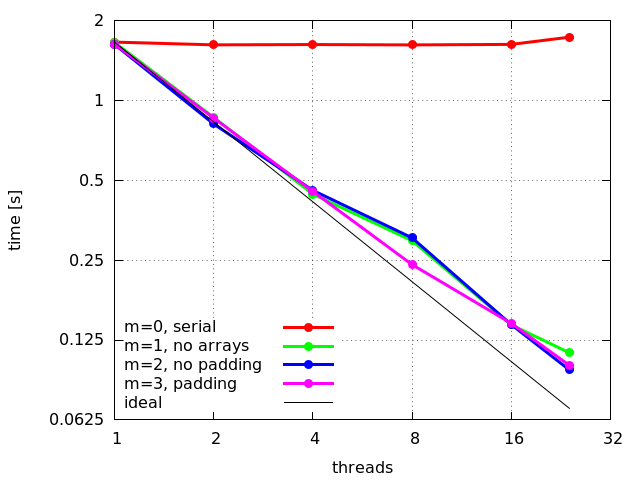 2
1
0.5
0.25
0.125
0.0625
time [s]
m=0, serial
m=1, no arrays
m=2, no padding
m=3, padding
ideal
1 2 4 8 16 32
threads